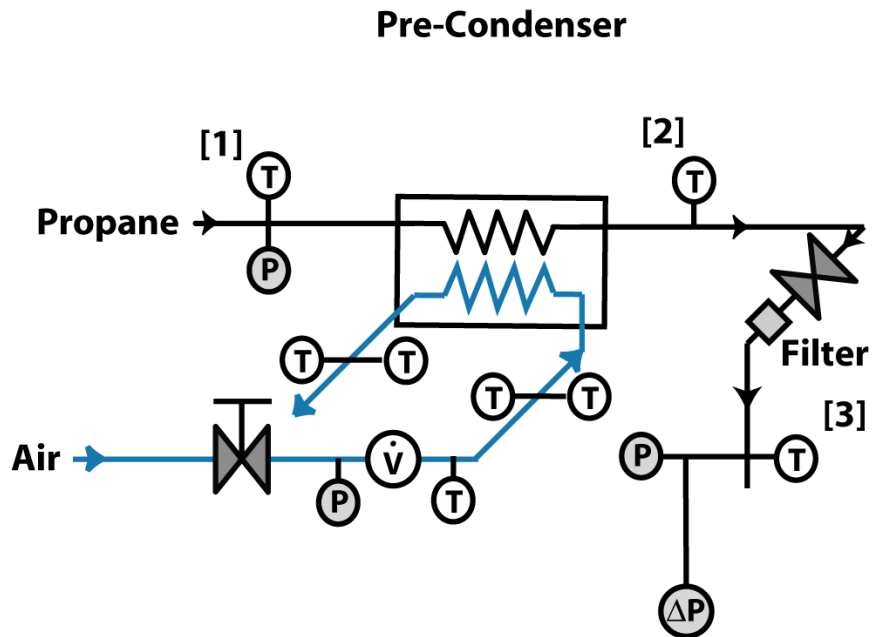 Pre-Condenser
[1]
[2]
T
T
Propane
P
Filter
T
T
T
T
[3]
Air
P
V̇
T
P
T
ΔP